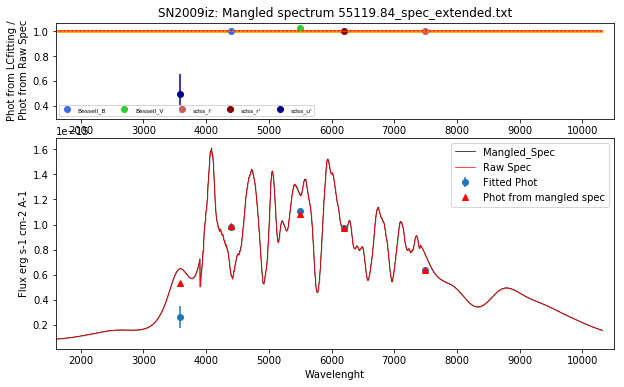 SN2009iz: Mangled spectrum 55119.84_spec_extended.txt
Phot from LCfitting /
Phot from Raw Spec
1.0
0.8
0.6
0.4
Bessell_B Bessell_V sdss_i' sdss_r' sdss_u'
2000 3000 4000 5000 6000 7000 8000 9000 10000
Flux erg s-1 cm-2 A-1
1.6
1.4
1.2
1.0
0.8
0.6
0.4
0.2
Mangled_Spec
Raw Spec
Fitted Phot
Phot from mangled spec
2000 3000 4000 5000 6000 7000 8000 9000 10000
Wavelenght